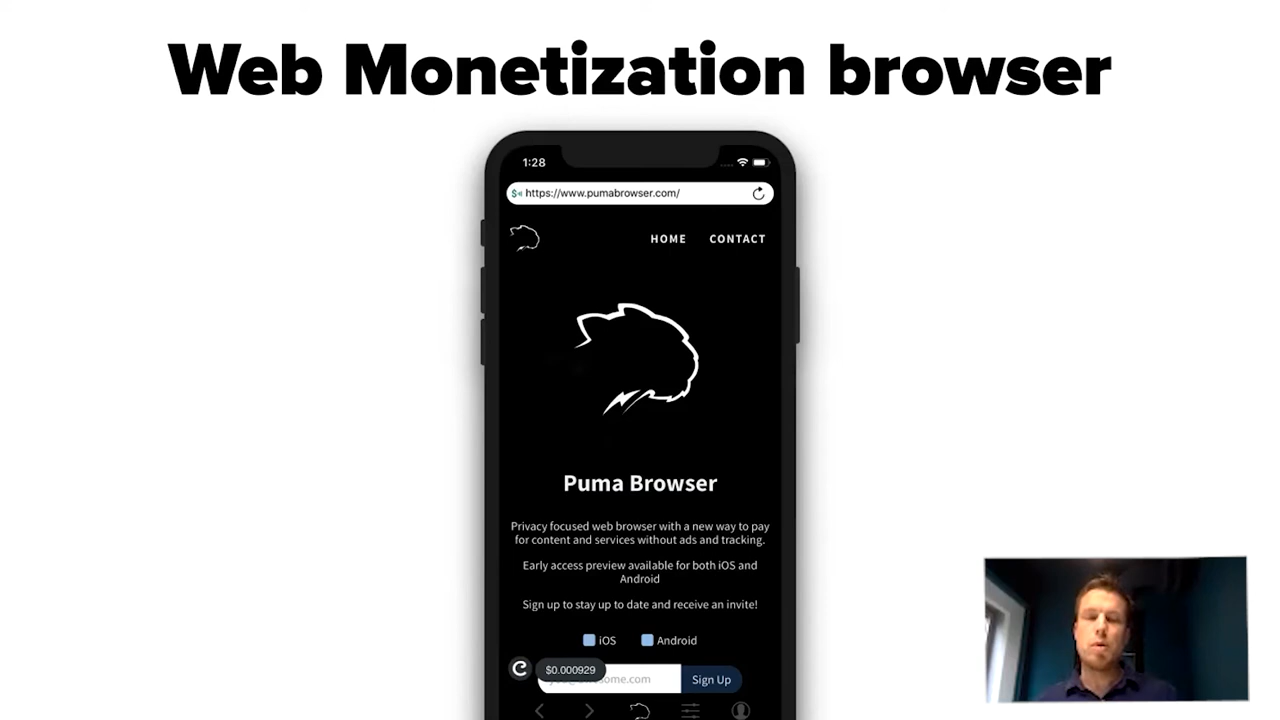 Web Monetization browser
1:28
$ https://www.pumabrowser.com/
HOME CONTACT
Puma Browser
Privacy focused web browser with a new way to pay
for content and services without ads and tracking.
Early access preview available for both iOS and
Android
Sign up to stay up to date and receive an invite!
iOS Android
$0.000929
.com
Sign Up